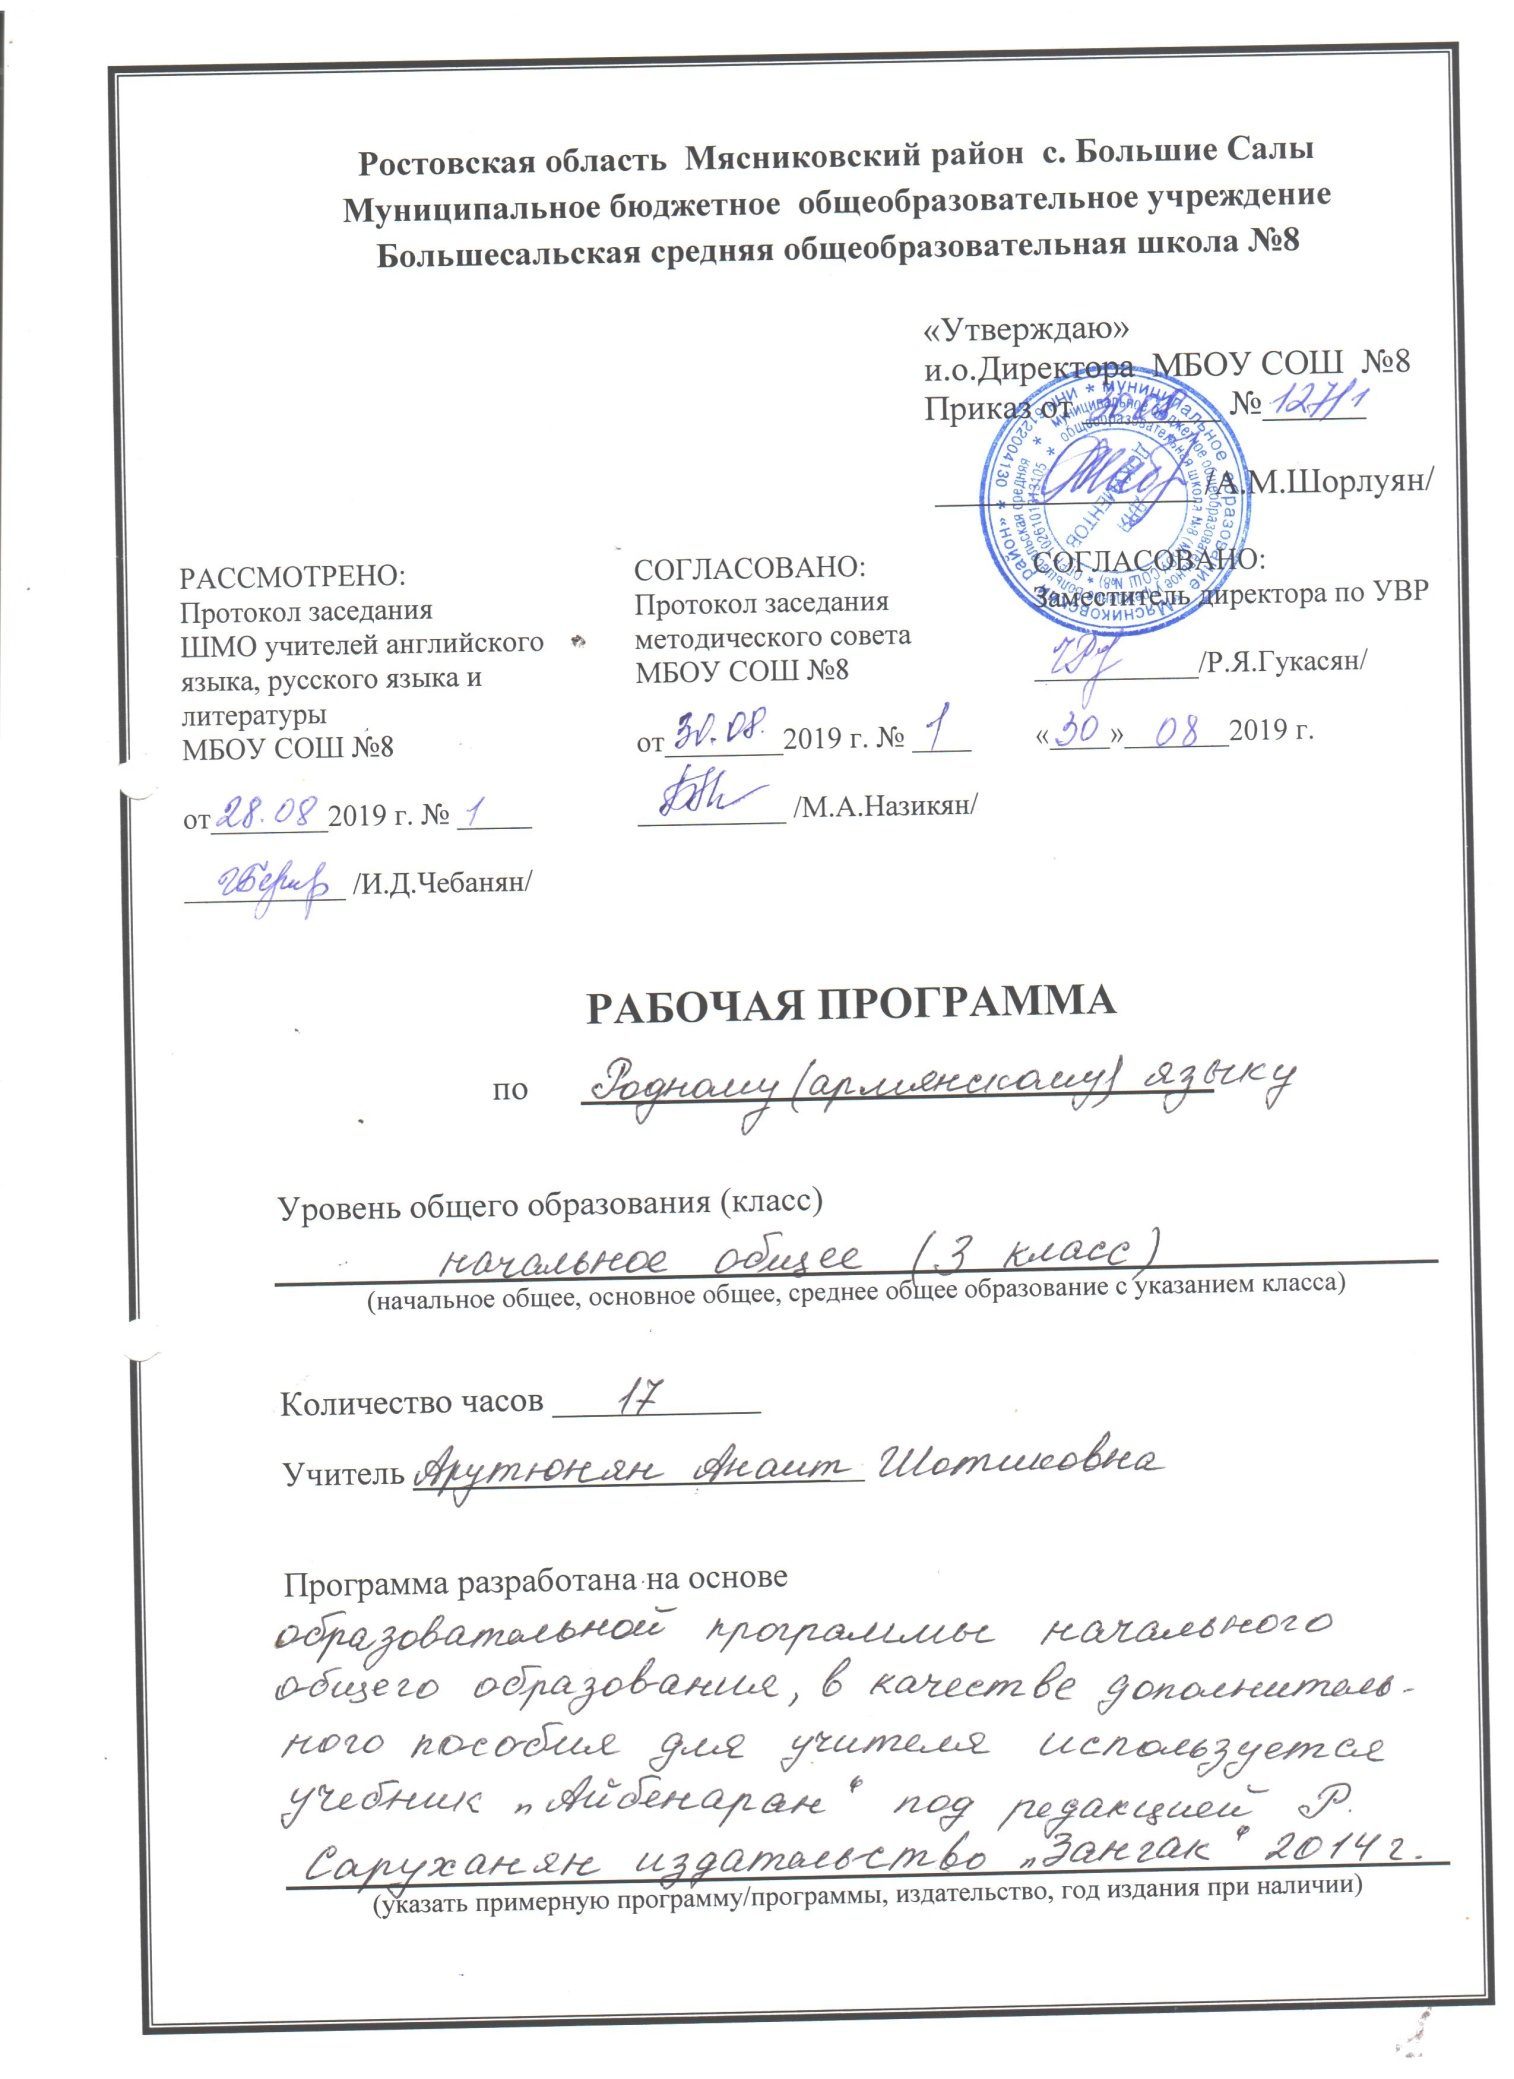 Ростовская область Мясниковский район с. Большие Салы
Муниципальное бюджетное общеобразовательное учреждение
Большесальская средняя общеобразовательная школа №8
«Утверждаю»
и.о.Директора МБОУ СОШ №8
Приказ от 30.08 № 127/1
/А.М.Шорлуян/
РАССМОТРЕНО:
Протокол заседания
ШМО учителей английского
языка, русского языка и
литературы
МБОУ СОШ №8
от 28.08 2019 г. № 1
/И.Д.Чебанян/
СОГЛАСОВАНО:
Протокол заседания
методического совета
МБОУ СОШ №8
от 30.08. 2019 г. № 1
/М.А.Назикян/
СОГЛАСОВАНО:
Заместитель директора по УВР
/Р.Я.Гукасян/
«30» 08 2019 г.
РАБОЧАЯ ПРОГРАММА
по Родному (армянскому) языку
Уровень общего образования (класс)
начальное общее (3 класс)
(начальное общее, основное общее, среднее общее образование с указанием класса)
Количество часов 17
Учитель Арутюнян Анаит Шотиковна
Программа разработана на основе
образовательной программы начального
общего образования, в качестве дополнитель-
ного пособия для учителя используется
учебник „Айбенаран“ под редакцией Р.
Саруханян издательство „Зангак“ 2014 г.
(указать примерную программу/программы, издательство, год издания при наличии)